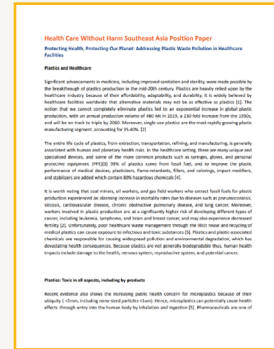 Health Care Without Harm Southeast Asia Position Paper
Protecting Health, Protecting Our Planet: Addressing Plastic Waste Pollution in Healthcare
Facilities
Plastics and Healthcare
Significant advancements in medicine, including improved sanitation and sterility, were made possible by
the breakthrough of plastics production in the mid-20th century. Plastics are heavily relied upon by the
healthcare industry because of their affordability, adaptability, and durability. It is widely believed by
healthcare facilities worldwide that alternative materials may not be as effective as plastics [1]. The
notion that we cannot completely eliminate plastics led to an exponential increase in global plastic
production, with an annual production volume of 460 Mt in 2019, a 230 fold increase from the 1950s,
and will be on track to triple by 2060. Moreover, single-use plastics are the most rapidly growing plastic
manufacturing segment, accounting for 35-40%. [2]
The entire life cycle of plastics, from extraction, transportation, refining, and manufacturing, is generally
associated with human and planetary health risk. In the healthcare setting, there are many unique and
specialized devices, and some of the more common products such as syringes, gloves, and personal
protective equipment (PPE)[3] 99% of plastics come from fossil fuel, and to improve the plastic
performance of medical devices, plasticizers, flame-retardants, fillers, and colorings, impact modifiers,
and stabilizers are added which contain 80% hazardous chemicals [4].
It is worth noting that coal miners, oil workers, and gas field workers who extract fossil fuels for plastic
production experienced an alarming increase in mortality rates due to diseases such as pneumoconiosis,
silicosis, cardiovascular disease, chronic obstructive pulmonary disease, and lung cancer. Moreover,
workers involved in plastic production are at a significantly higher risk of developing different types of
cancer, including leukemia, lymphoma, and brain and breast cancer; and may also experience decreased
fertility [2]. Unfortunately, poor healthcare waste management through the illicit reuse and recycling of
medical plastics can cause exposure to infectious and toxic substances [5]. Plastics and plastic-associated
chemicals are responsible for causing widespread pollution and environmental degradation, which has
devastating health consequences. Because plastics are not generally biodegradable thus, human health
impacts include damage to the health, nervous system, reproductive system, and potential cancer.
Plastics: Toxic in all aspects, including by products
Recent evidence also shows the increasing public health concern for microplastics because of their
ubiquity ( <5mm, including nano-sized particles <1um). Hence, microplastics can potentially cause health
effects through entry into the human body by inhalation and ingestion [5]. Pharmaceuticals are one of